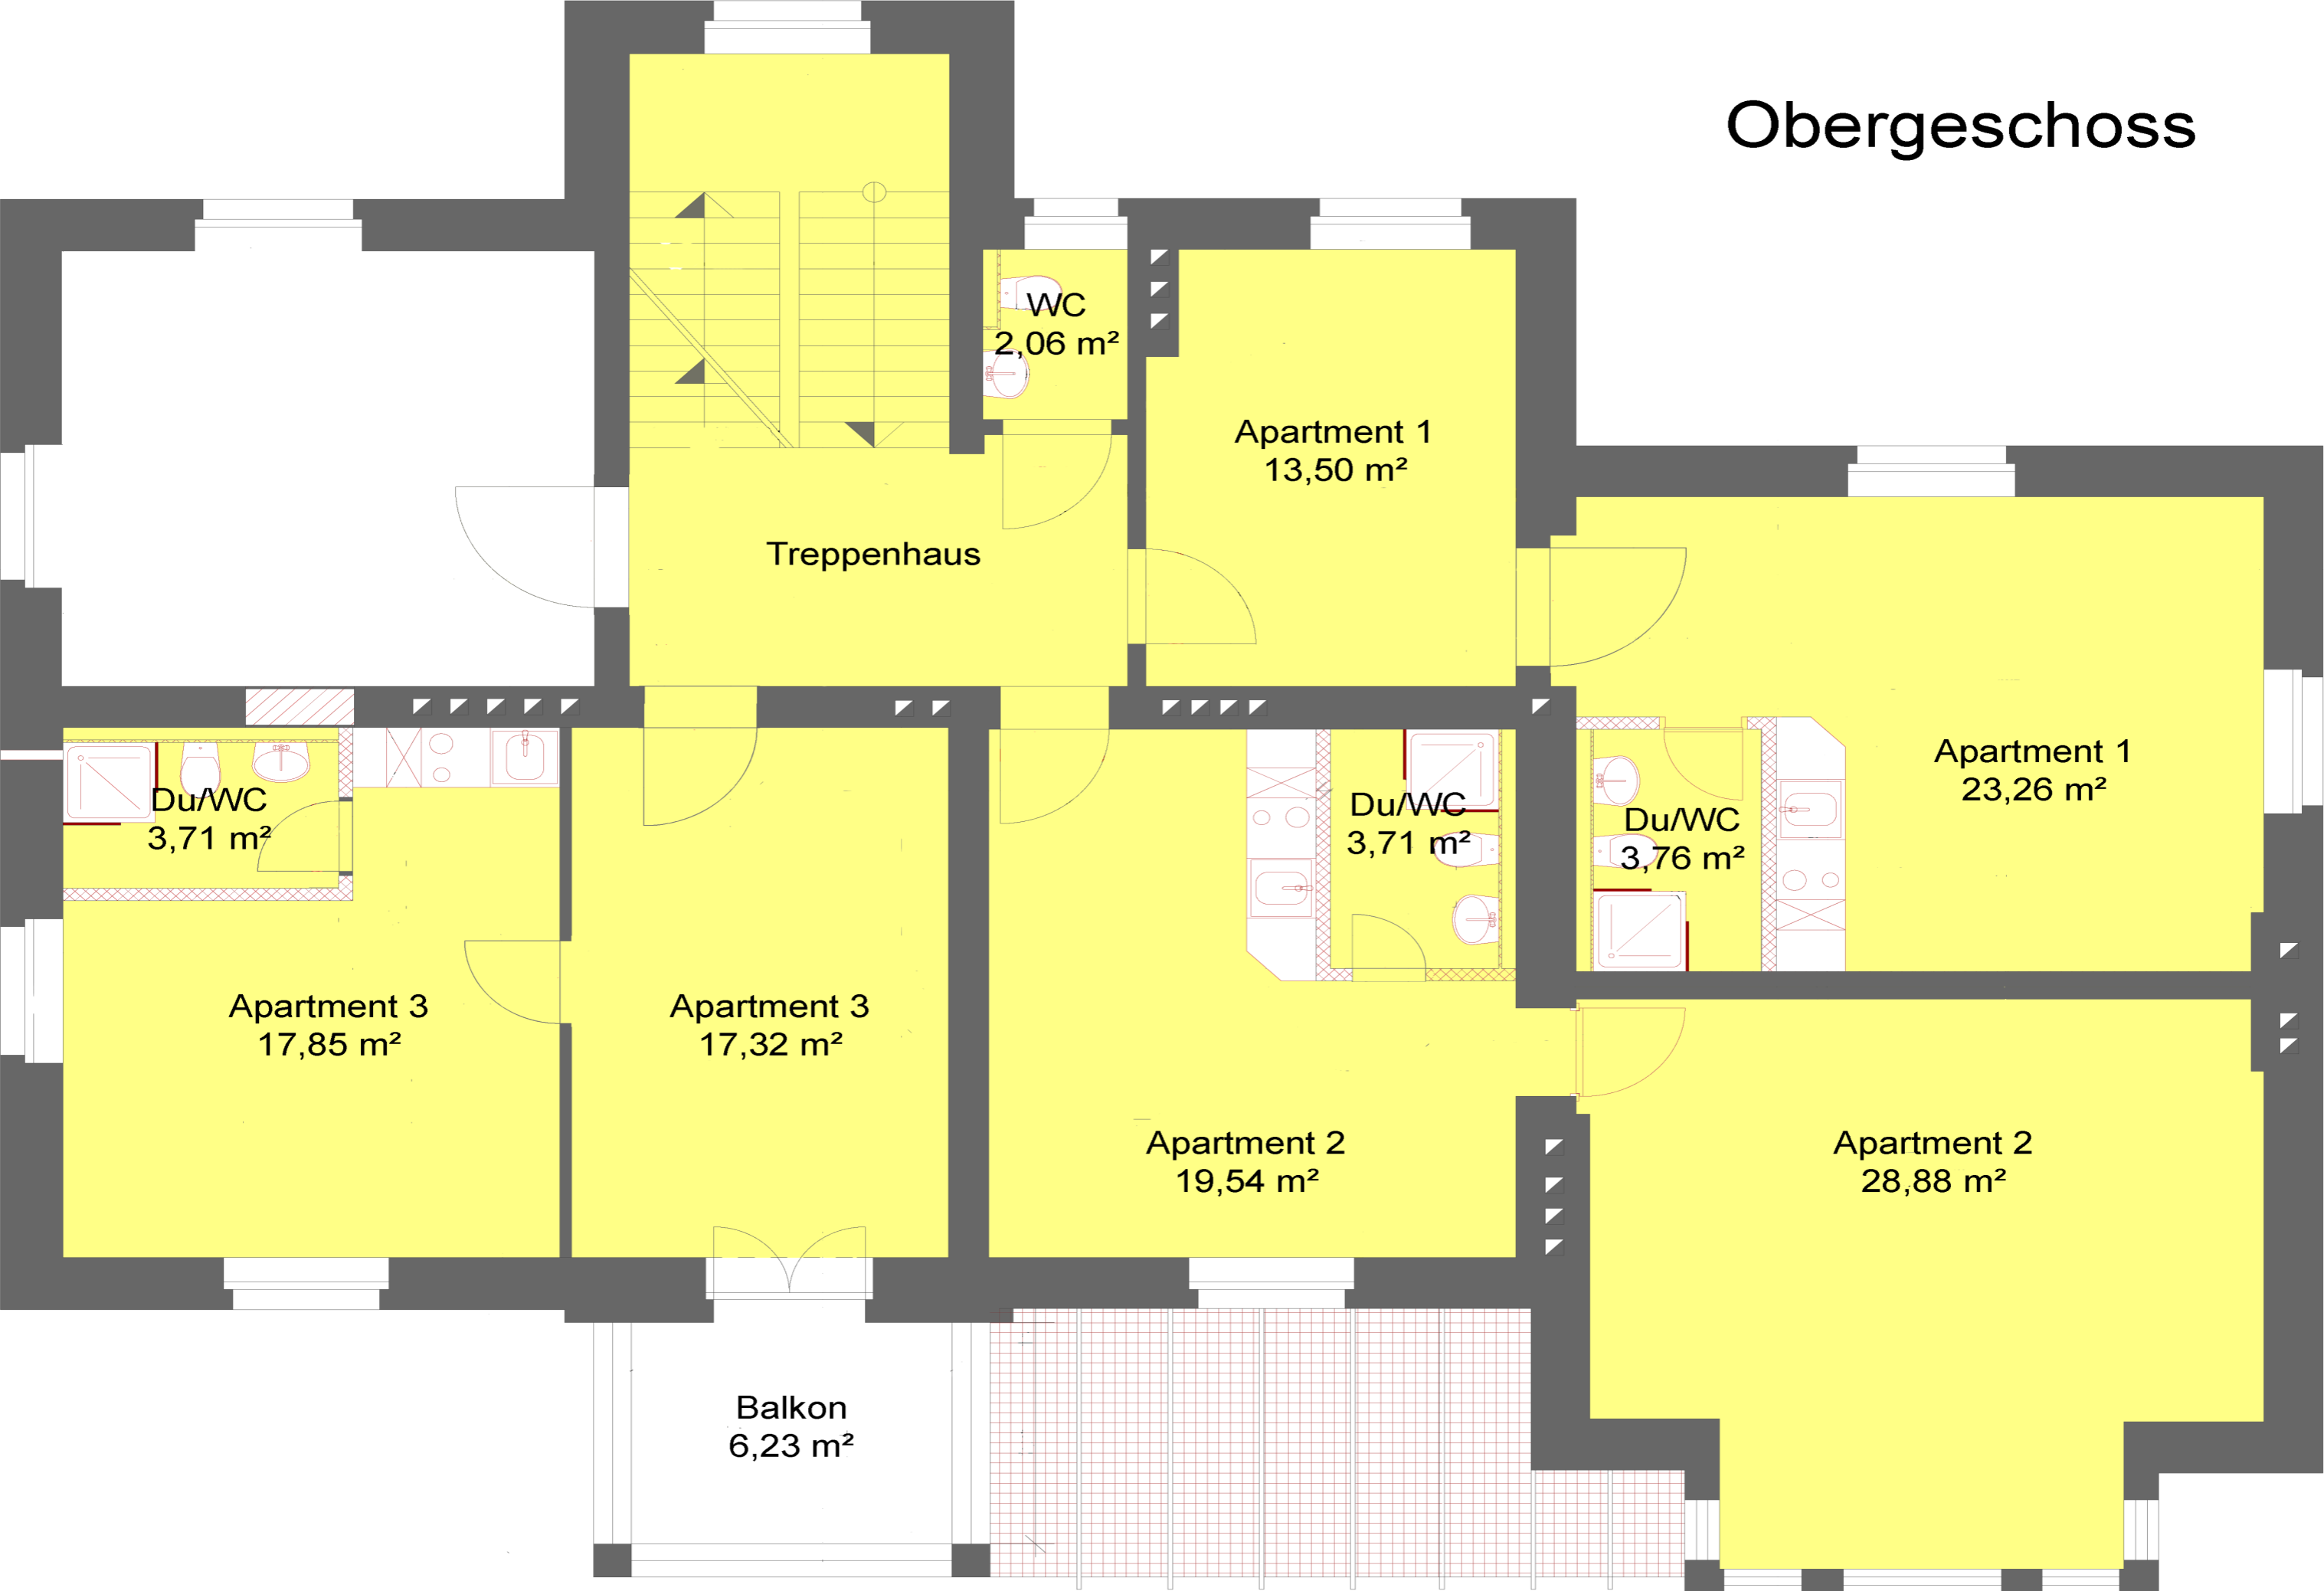 Obergeschoss
WC
2,06 m²
Apartment 1
13,50 m²
Treppenhaus
Apartment 1
23,26 m²
Du/WC
3,71 m²
Du/WC
3,71 m²
Du/WC
3,76 m²
Apartment 3
17,85 m²
Apartment 3
17,32 m²
Apartment 2
19,54 m²
Apartment 2
28,88 m²
Balkon
6,23 m²